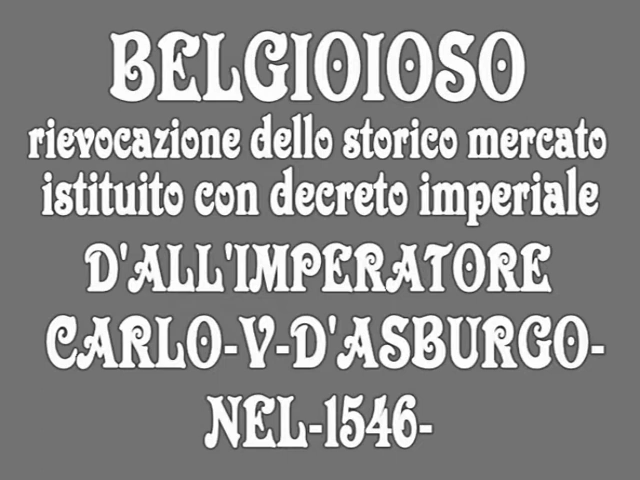 BELGIOIOSO
rievocazione dello storico mercato
istituito con decreto imperiale
D'ALL'IMPERATORE
CARLO-V-D'ASBURGO-
NEL-1546-